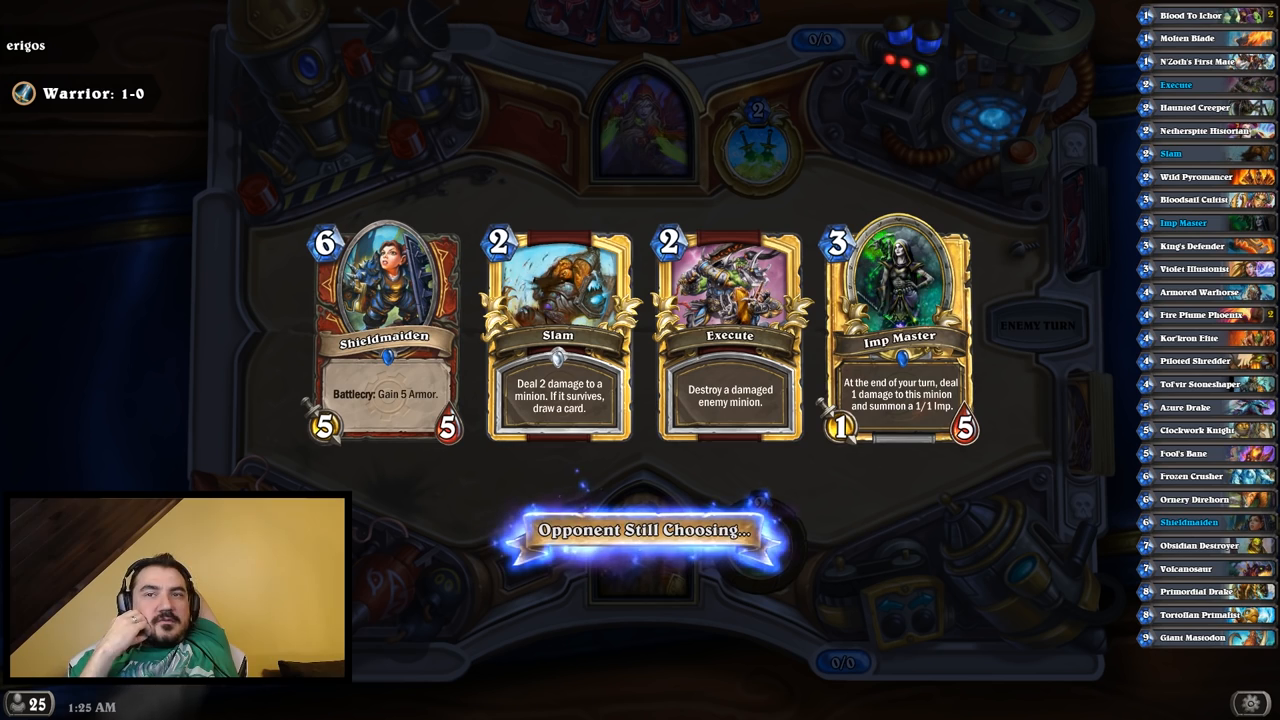 erigos
Warrior: 1-0
0/0
2
ENEMY TURN
6
Shieldmaiden
Battlecry: Gain 5 Armor.
5
5
2
Slam
Deal 2 damage to a
minion. If it survives,
draw a card.
2
Execute
Destroy a damaged
enemy minion.
3
Imp Master
At the end of your turn, deal
1 damage to this minion
and summon a 1/1 Imp.
1
5
Opponent Still Choosing...
0/0
25
1:25 AM
1 Blood To Ichor 2
1 Molten Blade
1 N'Zoth's First Mate
2 Execute
2 Haunted Creeper
2 Netherspite Historian
2 Slam
2 Wild Pyromancer
3 Bloodsail Cultist
3 Imp Master
3 King's Defender
3 Violet Illusionist
4 Armored Warhorse
4 Fire Plume Phoenix 2
4 Kor'kron Elite
4 Piloted Shredder
4 Tol'vir Stoneshaper
5 Azure Drake
5 Clockwork Knight
5 Fool's Bane
6 Frozen Crusher
6 Ornery Direhorn
6 Shieldmaiden
7 Obsidian Destroyer
7 Volcanosaur
8 Primordial Drake
8 Tortollan Primalist
9 Giant Mastodon